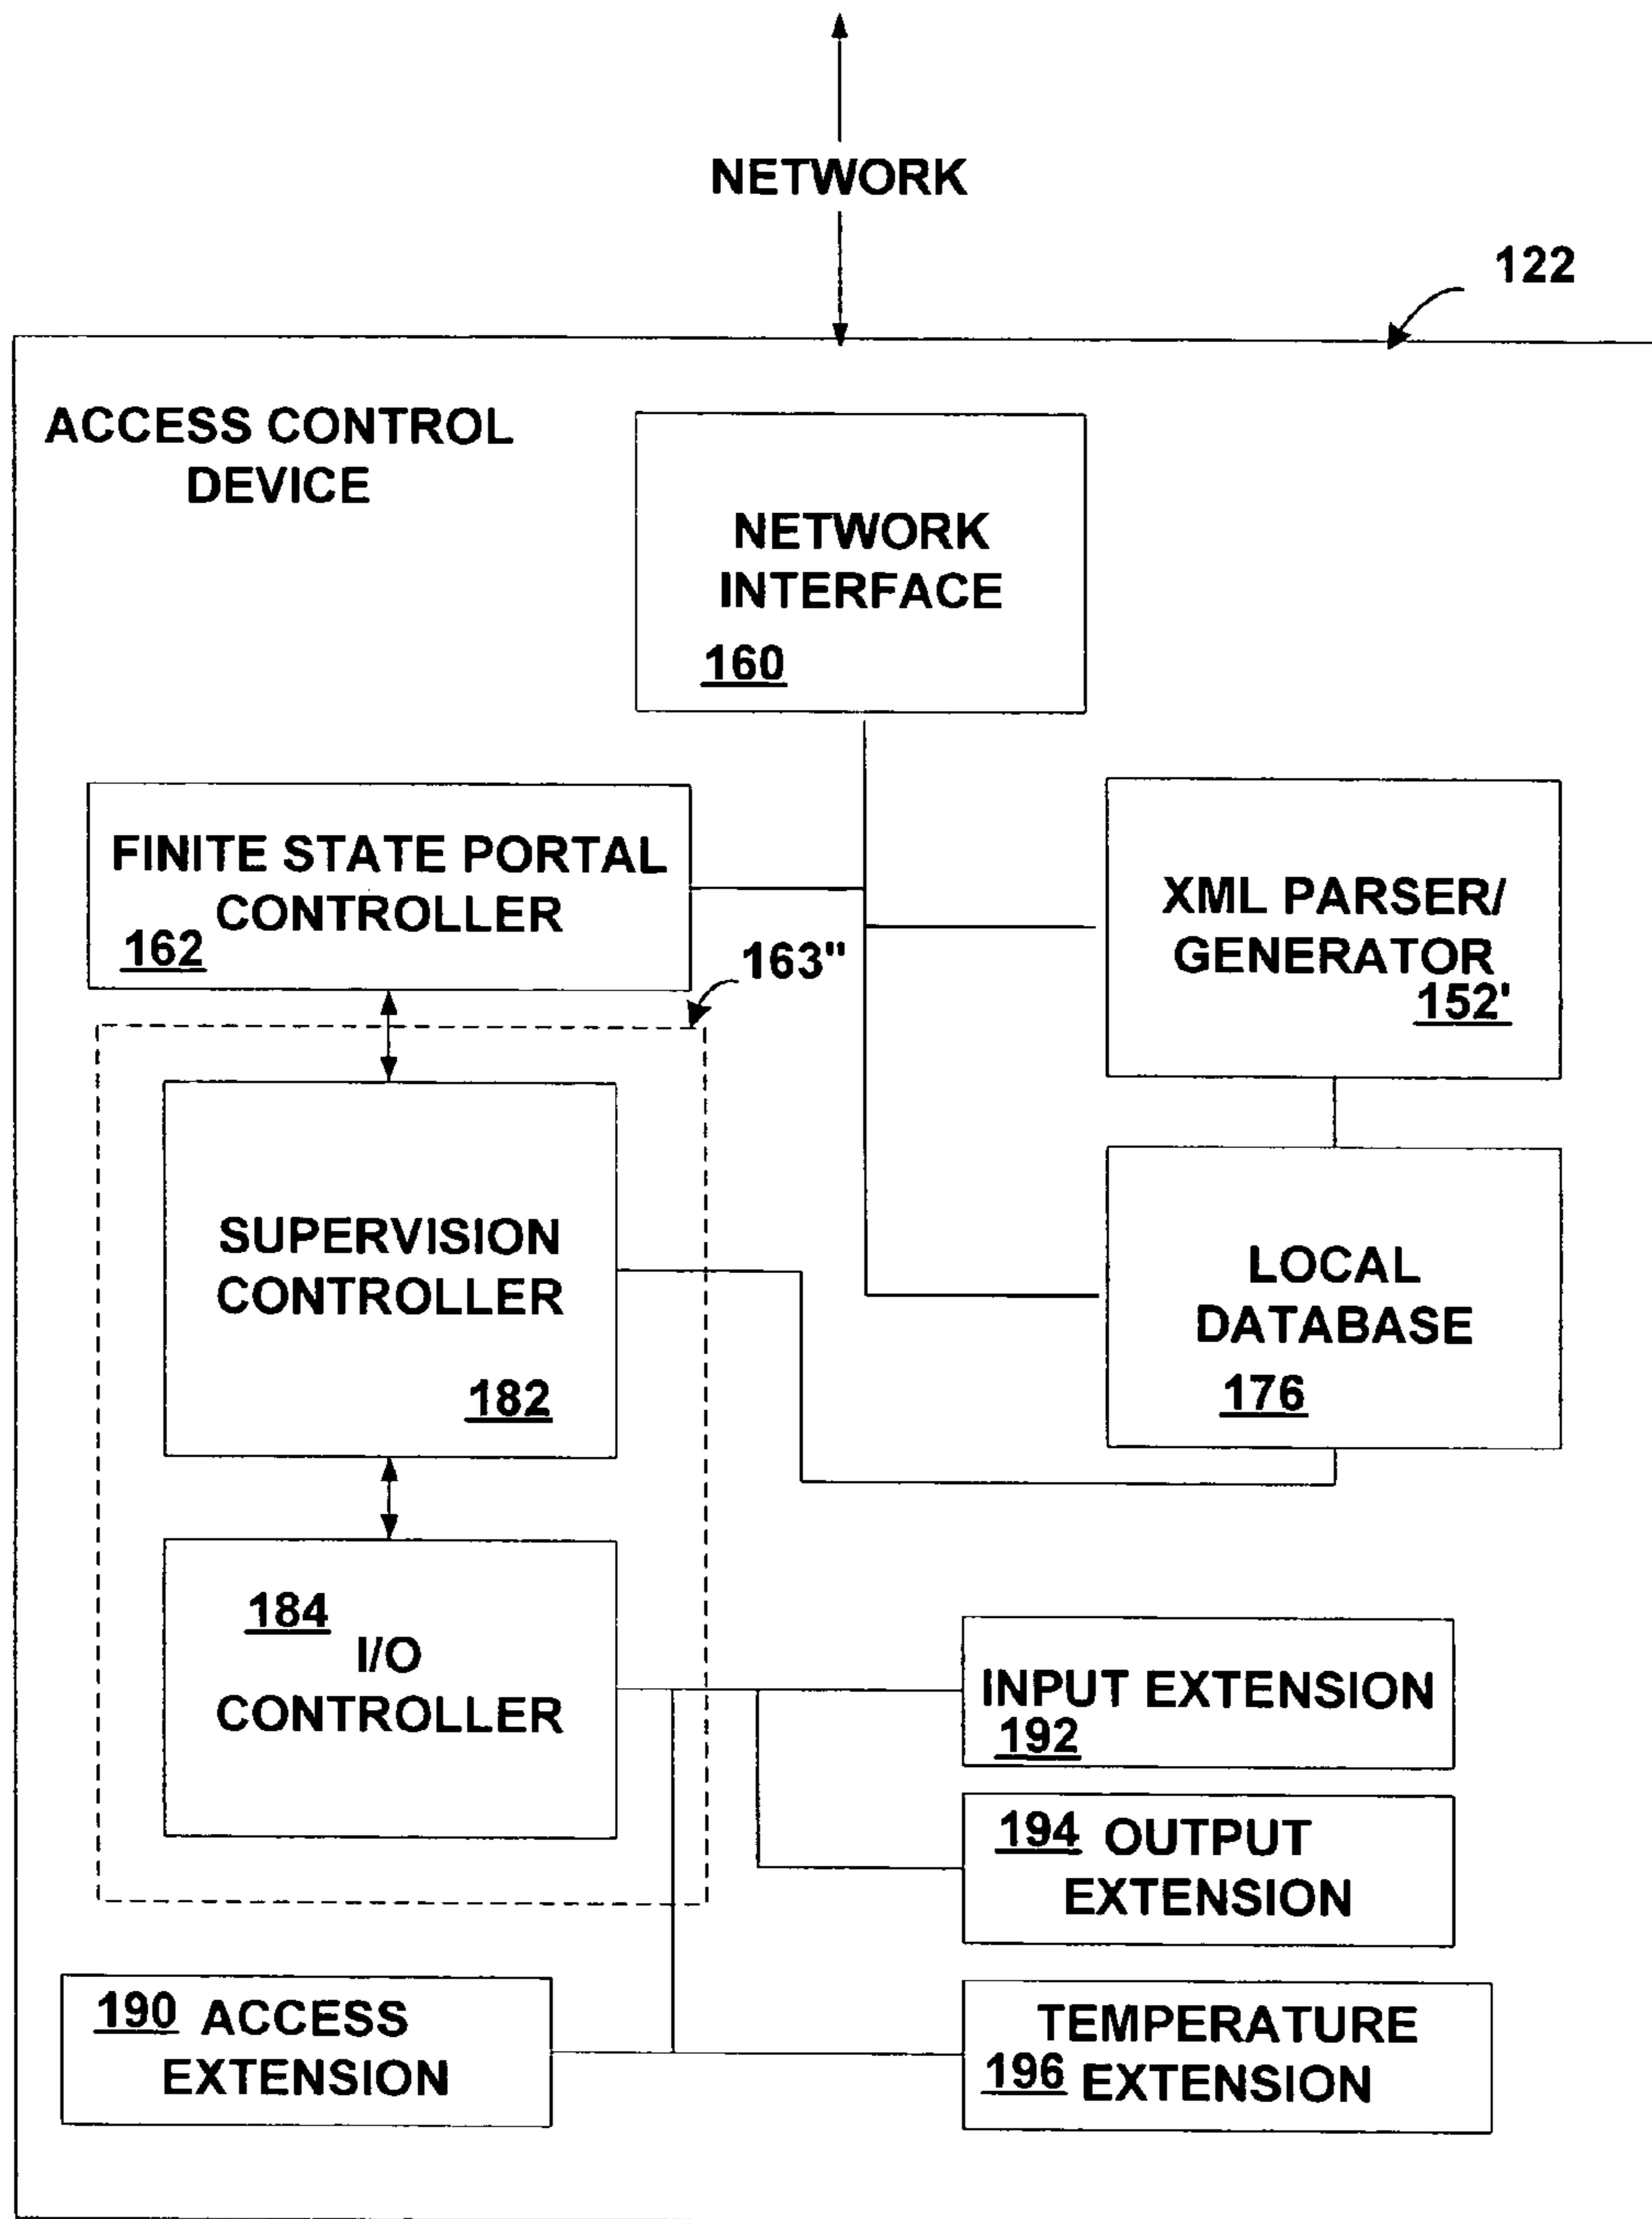 NETWORK
122
ACCESS CONTROL
DEVICE
NETWORK
INTERFACE
160
FINITE STATE PORTAL
CONTROLLER
162
163"
XML PARSER/
GENERATOR
152'
SUPERVISION
CONTROLLER
182
LOCAL
DATABASE
176
184
I/O
CONTROLLER
INPUT EXTENSION
192
194 OUTPUT
EXTENSION
190 ACCESS
EXTENSION
TEMPERATURE
196 EXTENSION